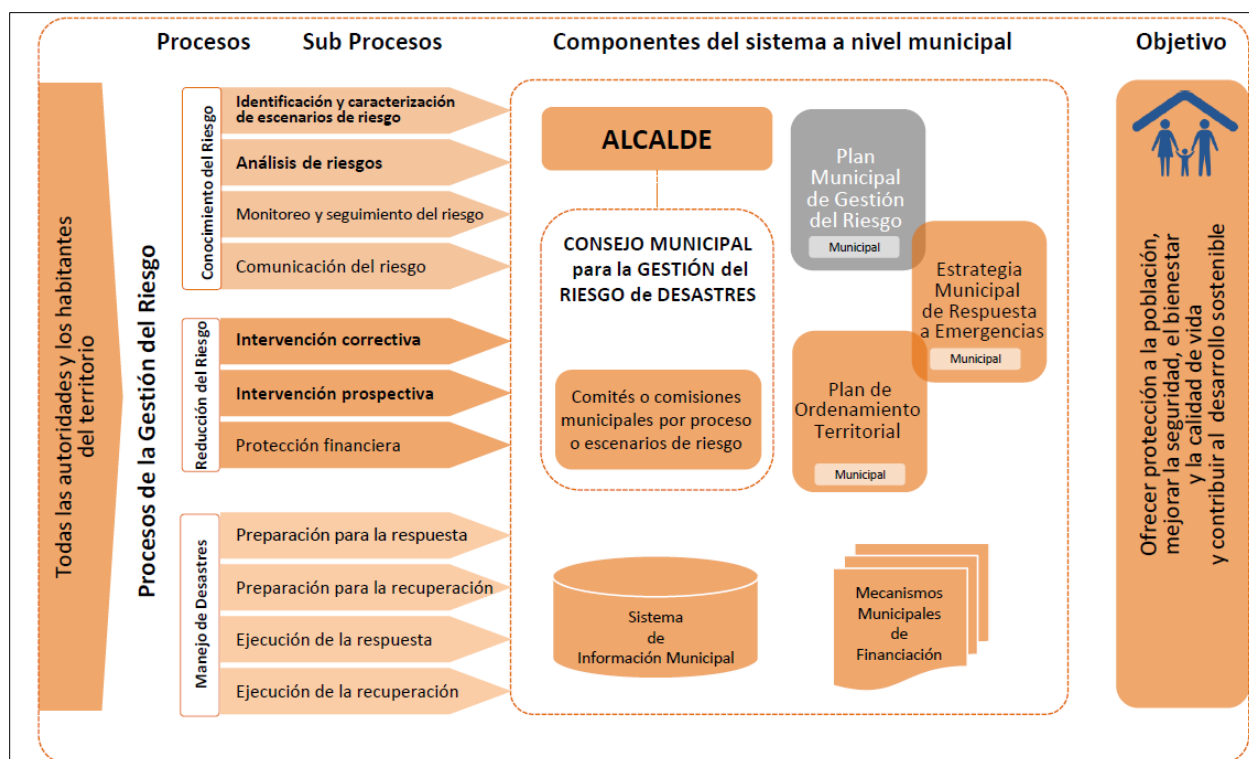 Procesos
Sub Procesos
Componentes del sistema a nivel municipal
Objetivo
Todas las autoridades y los habitantes
del territorio
Procesos de la Gestión del Riesgo
Conocimiento del Riesgo
Identificación y caracterización
de escenarios de riesgo
Análisis de riesgos
Monitoreo y seguimiento del riesgo
Comunicación del riesgo
Reducción del Riesgo
Intervención correctiva
Intervención prospectiva
Protección financiera
Manejo de Desastres
Preparación para la respuesta
Preparación para la recuperación
Ejecución de la respuesta
Ejecución de la recuperación
ALCALDE
CONSEJO MUNICIPAL
para la GESTIÓN del
RIESGO de DESASTRES
Comités o comisiones
municipales por proceso
o escenarios de riesgo
Plan
Municipal
de Gestión
del Riesgo
Municipal
Estrategia
Municipal
de Respuesta
a Emergencias
Municipal
Plan de
Ordenamiento
Territorial
Municipal
Sistema
de
Información Municipal
Mecanismos
Municipales
de
Financiación
Ofrecer protección a la población,
mejorar la seguridad, el bienestar
y la calidad de vida
y contribuir al desarrollo sostenible